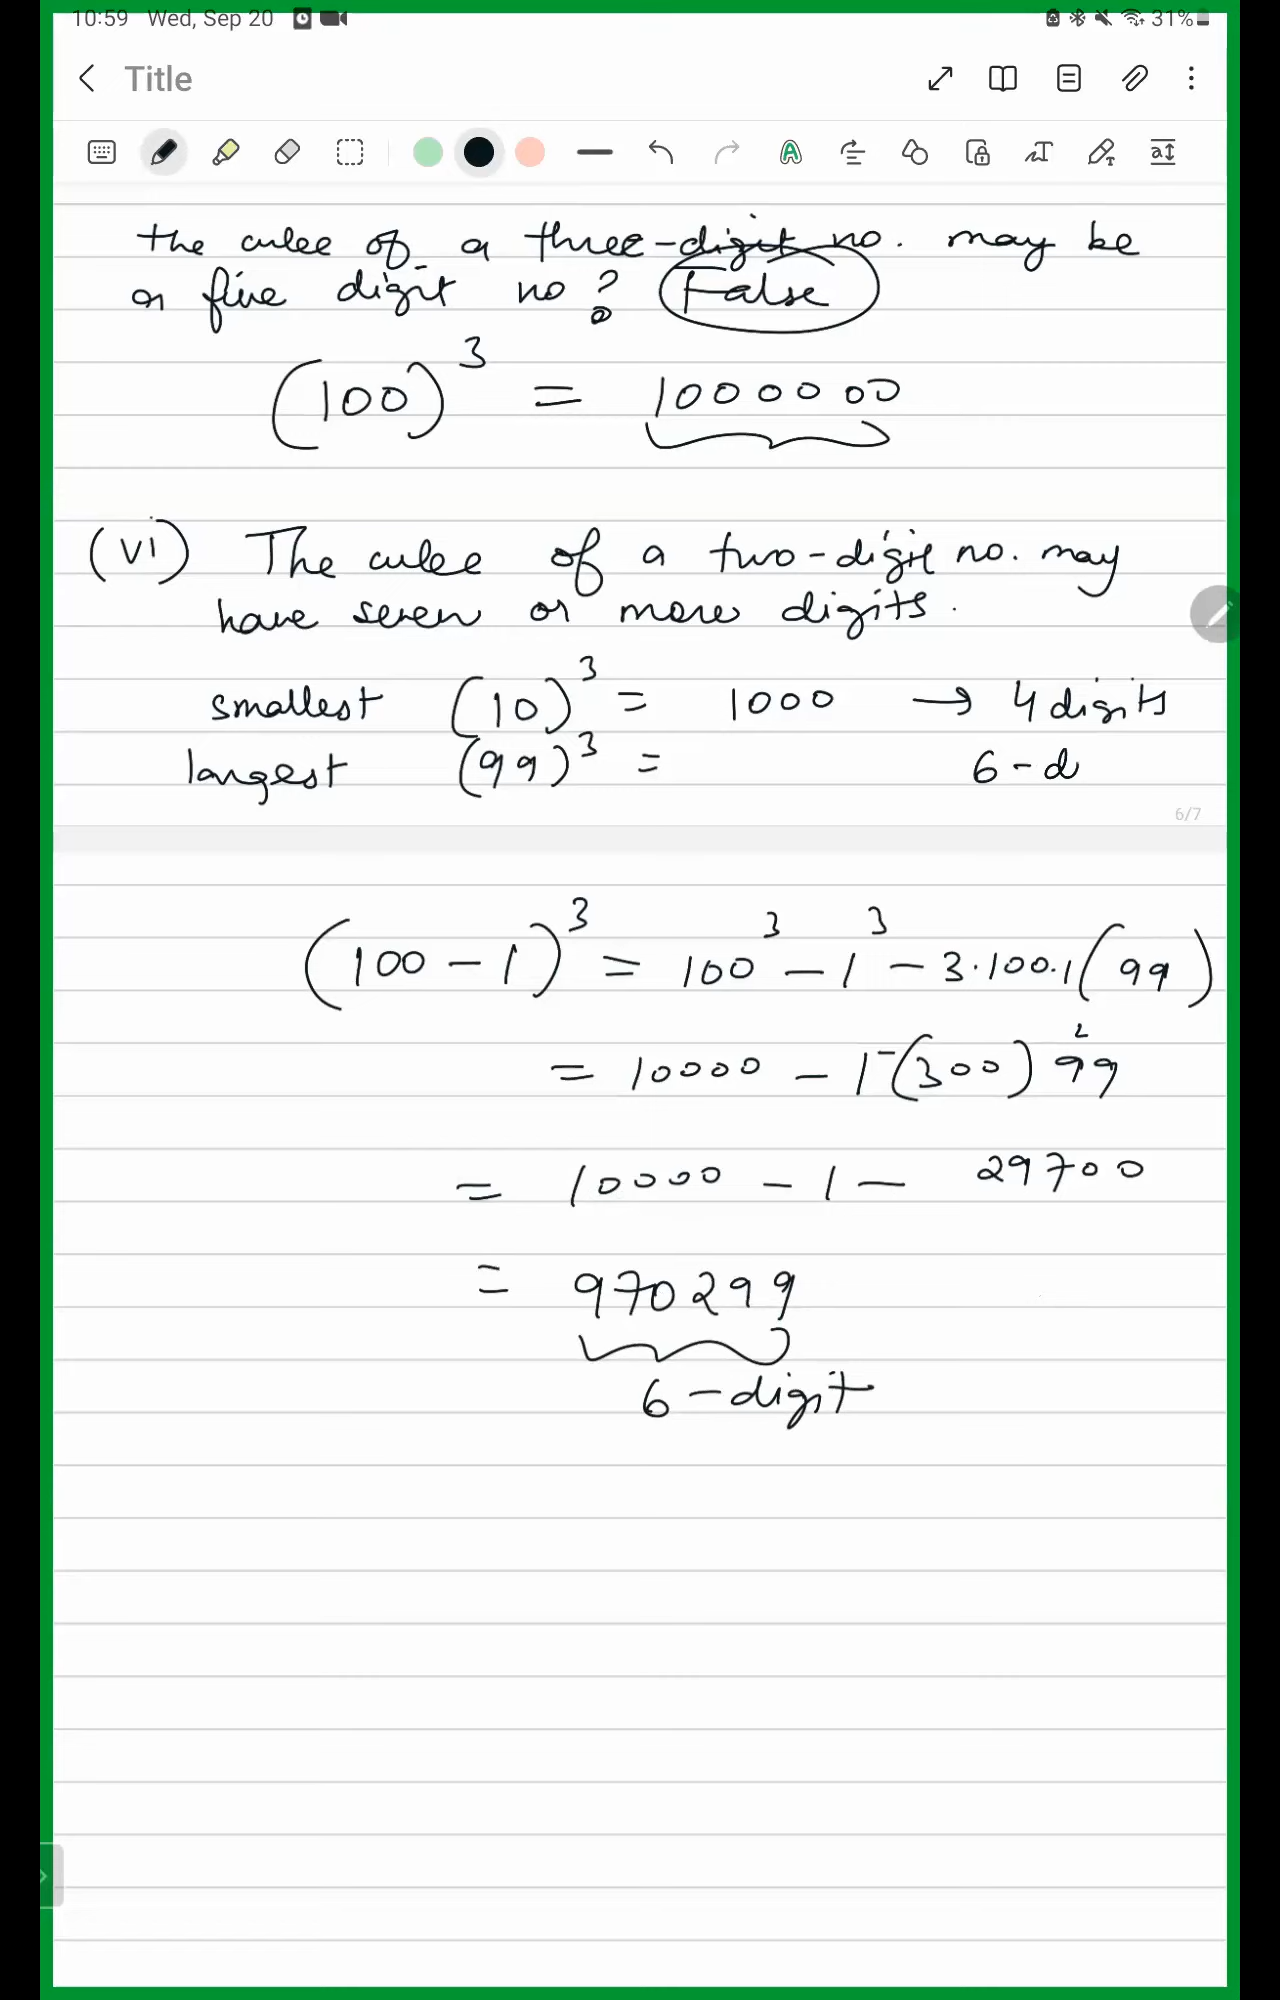 10:59 Wed, Sep 20 31%
Title
the cube of a three-digit no. may be
a five digit no? False
(100)³ = 1000000
(vi) The cube of a two-digit no. may
have seven or more digits.
smallest (10)³ = 1000 → 4 digits
largest (99)³ = 6-d
6/7
(100 - 1)³ = 100³ - 1³ - 3.100.1(99)
= 10000 - 1 - (300) 99
= 10000 - 1 - 29700
= 970299
6-digit